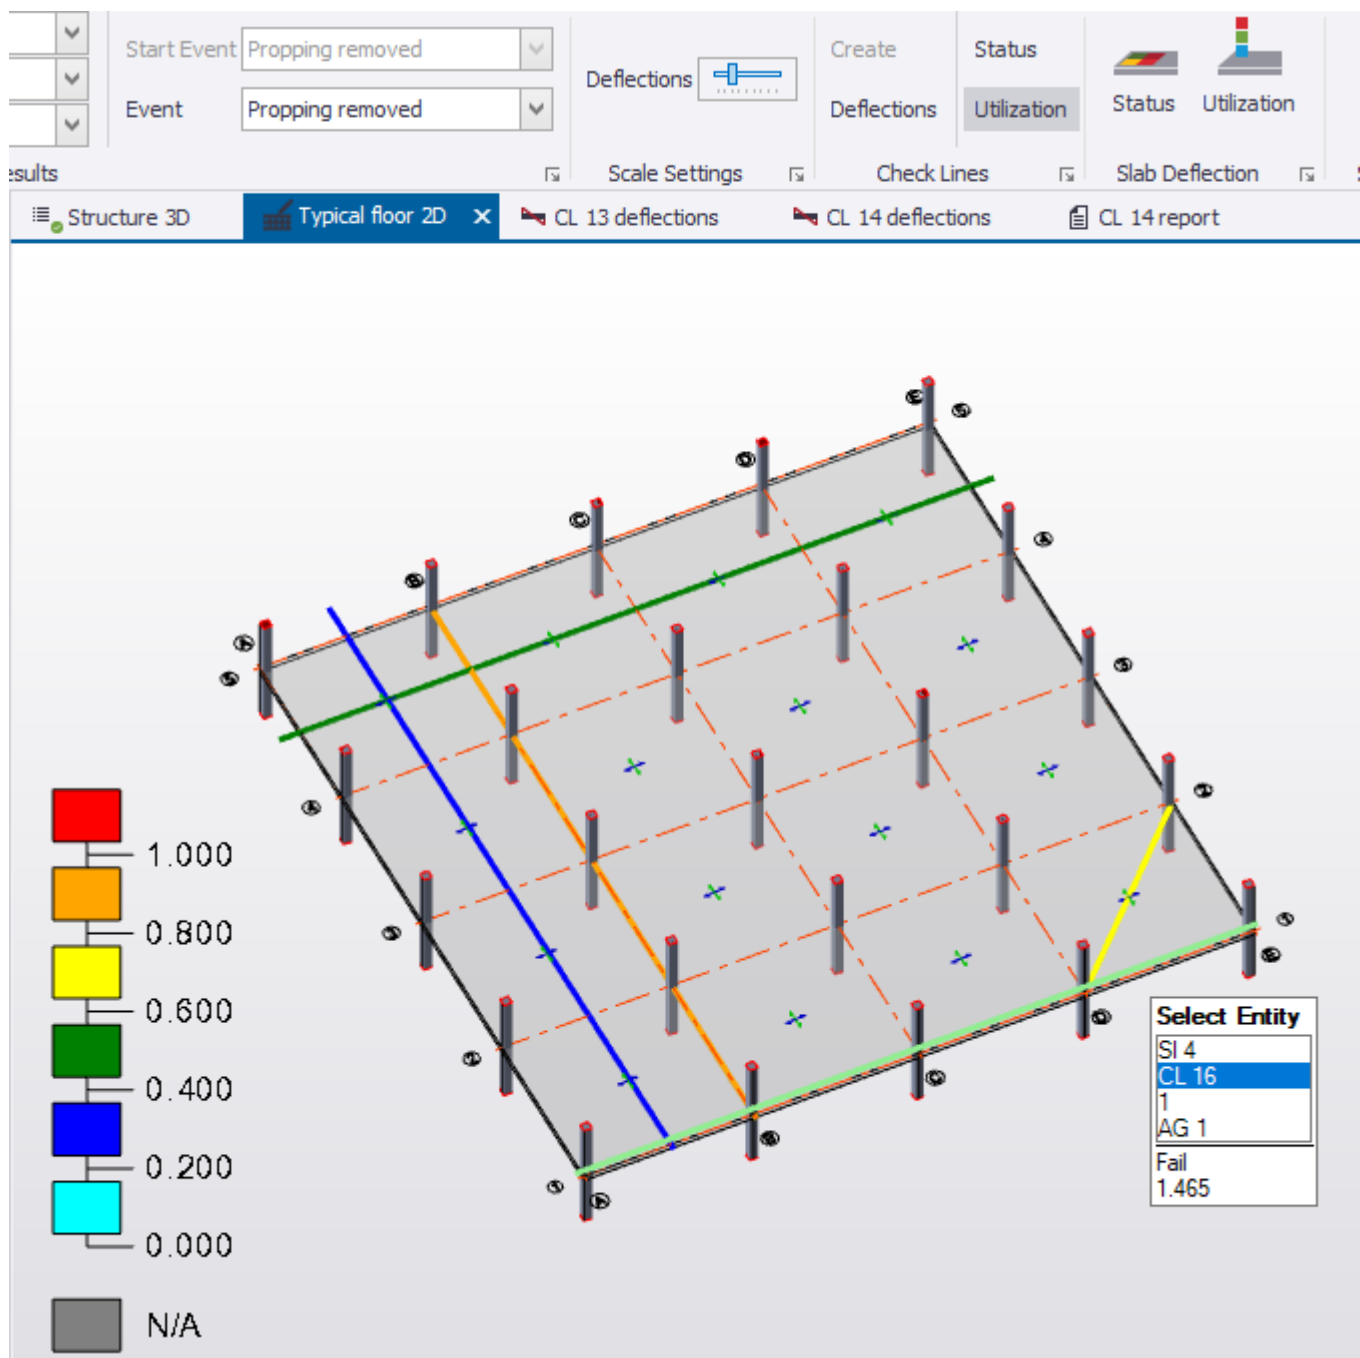 Start Event Propping removed
Event Propping removed
Deflections
Create
Deflections
Status
Utilization
Status
Utilization
esults
Scale Settings
Check Lines
Slab Deflection
Structure 3D
Typical floor 2D
CL 13 deflections
CL 14 deflections
CL 14 report
1.000
0.800
0.600
0.400
0.200
0.000
N/A
Select Entity
SI 4
CL 16
1
AG 1
Fail
1.465